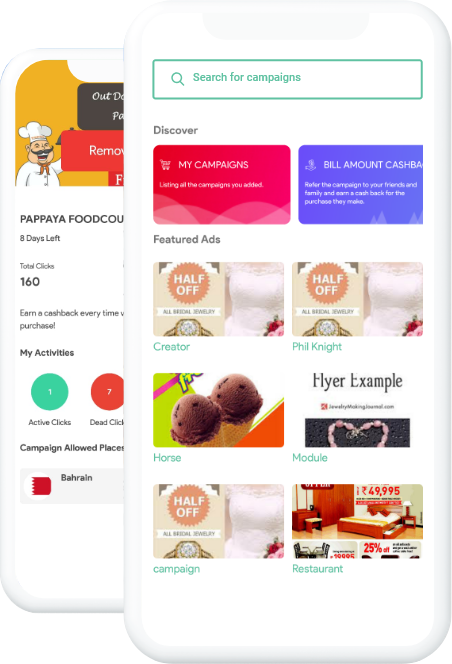 Out Do
Pa
Remov
F
PAPPAYA FOODCOU
8 Days Left
Total Clicks
160
Earn a cashback every time
purchase!
My Activities
1
7
Active Clicks
Dead Click
Campaign Allowed Places
Bahrain
Search for campaigns
Discover
MY CAMPAIGNS
Listing all the campaigns you added.
BILL AMOUNT CASHBA
Refer the campaign to your friends and
family and earn a cash back for the
purchase they make.
Featured Ads
HALF
OFF
ALL BRIDAL JEWELRY
Creator
HALF
OFF
ALL BRIDAL JEWELRY
Phil Knight
Horse
Flyer Example
JewelryMakingJournal.com
Module
HALF
OFF
ALL BRIDAL JEWELRY
campaign
₹ 49,995
19995
25% off
Restaurant